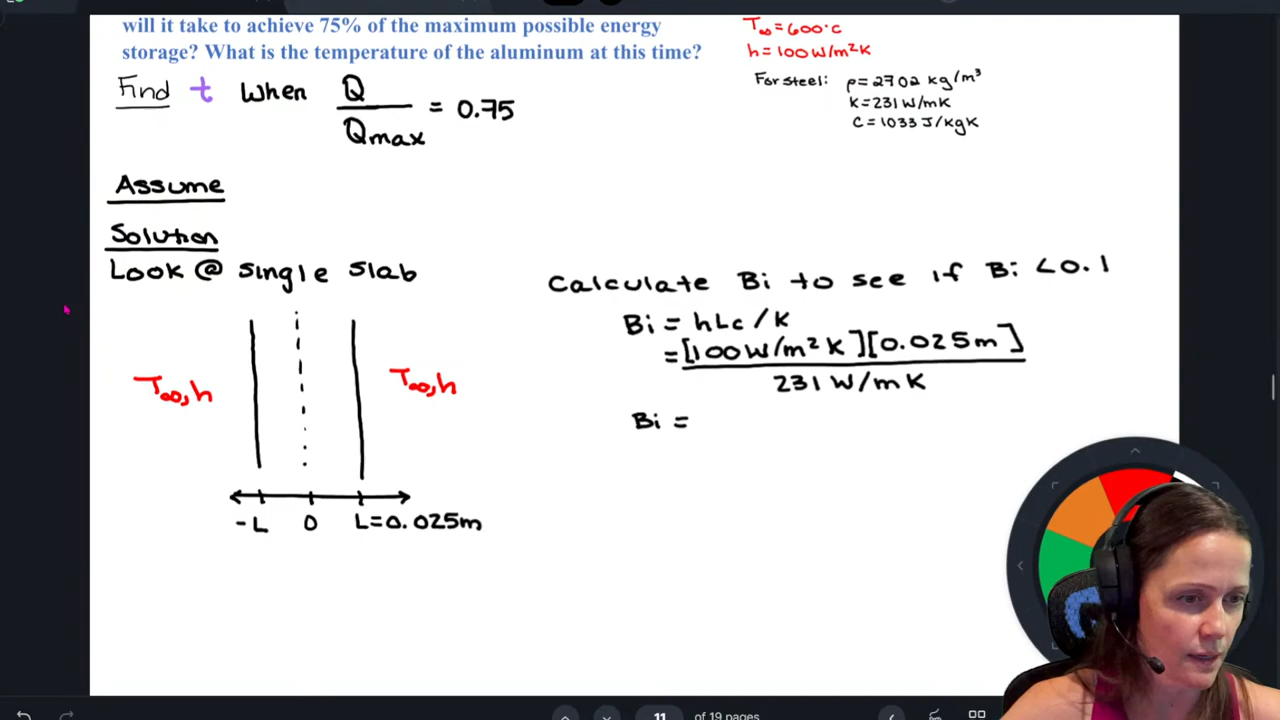 will it take to achieve 75% of the maximum possible energy
storage? What is the temperature of the aluminum at this time?
T∞=600°C
h=100W/m²K
For steel: ρ=2702 kg/m³
K=231 W/mK
C=1033 J/kgK
Find t when Q/Qmax = 0.75
Assume
Solution
Look @ single slab
T∞,h
T∞,h
-L 0 L=0.025m
Calculate Bi to see if Bi <0.1
Bi = hLc/K
= [100W/m²K][0.025m]
231 W/mK
Bi =
11 of 19 pages